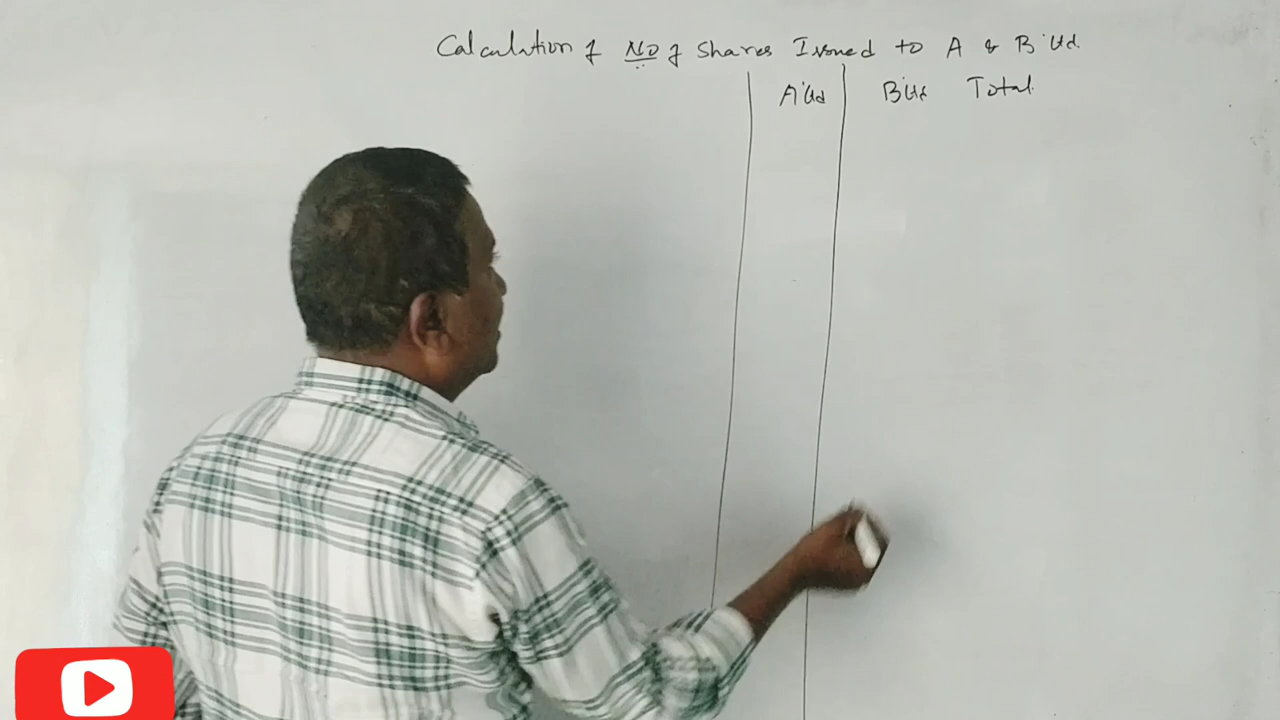 Calculation of No of Shares Issued to A & B Ltd.
A Ltd B Ltd Total